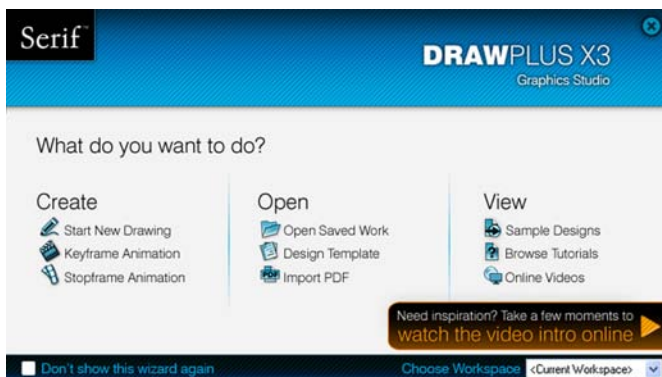 Serif™
DRAWPLUS X3
Graphics Studio
What do you want to do?
Create
Start New Drawing
Keyframe Animation
Stopframe Animation
Open
Open Saved Work
Design Template
PDF Import PDF
View
Sample Designs
? Browse Tutorials
Online Videos
Need inspiration? Take a few moments to
watch the video intro online
Don't show this wizard again
Choose Workspace <Current Workspace>